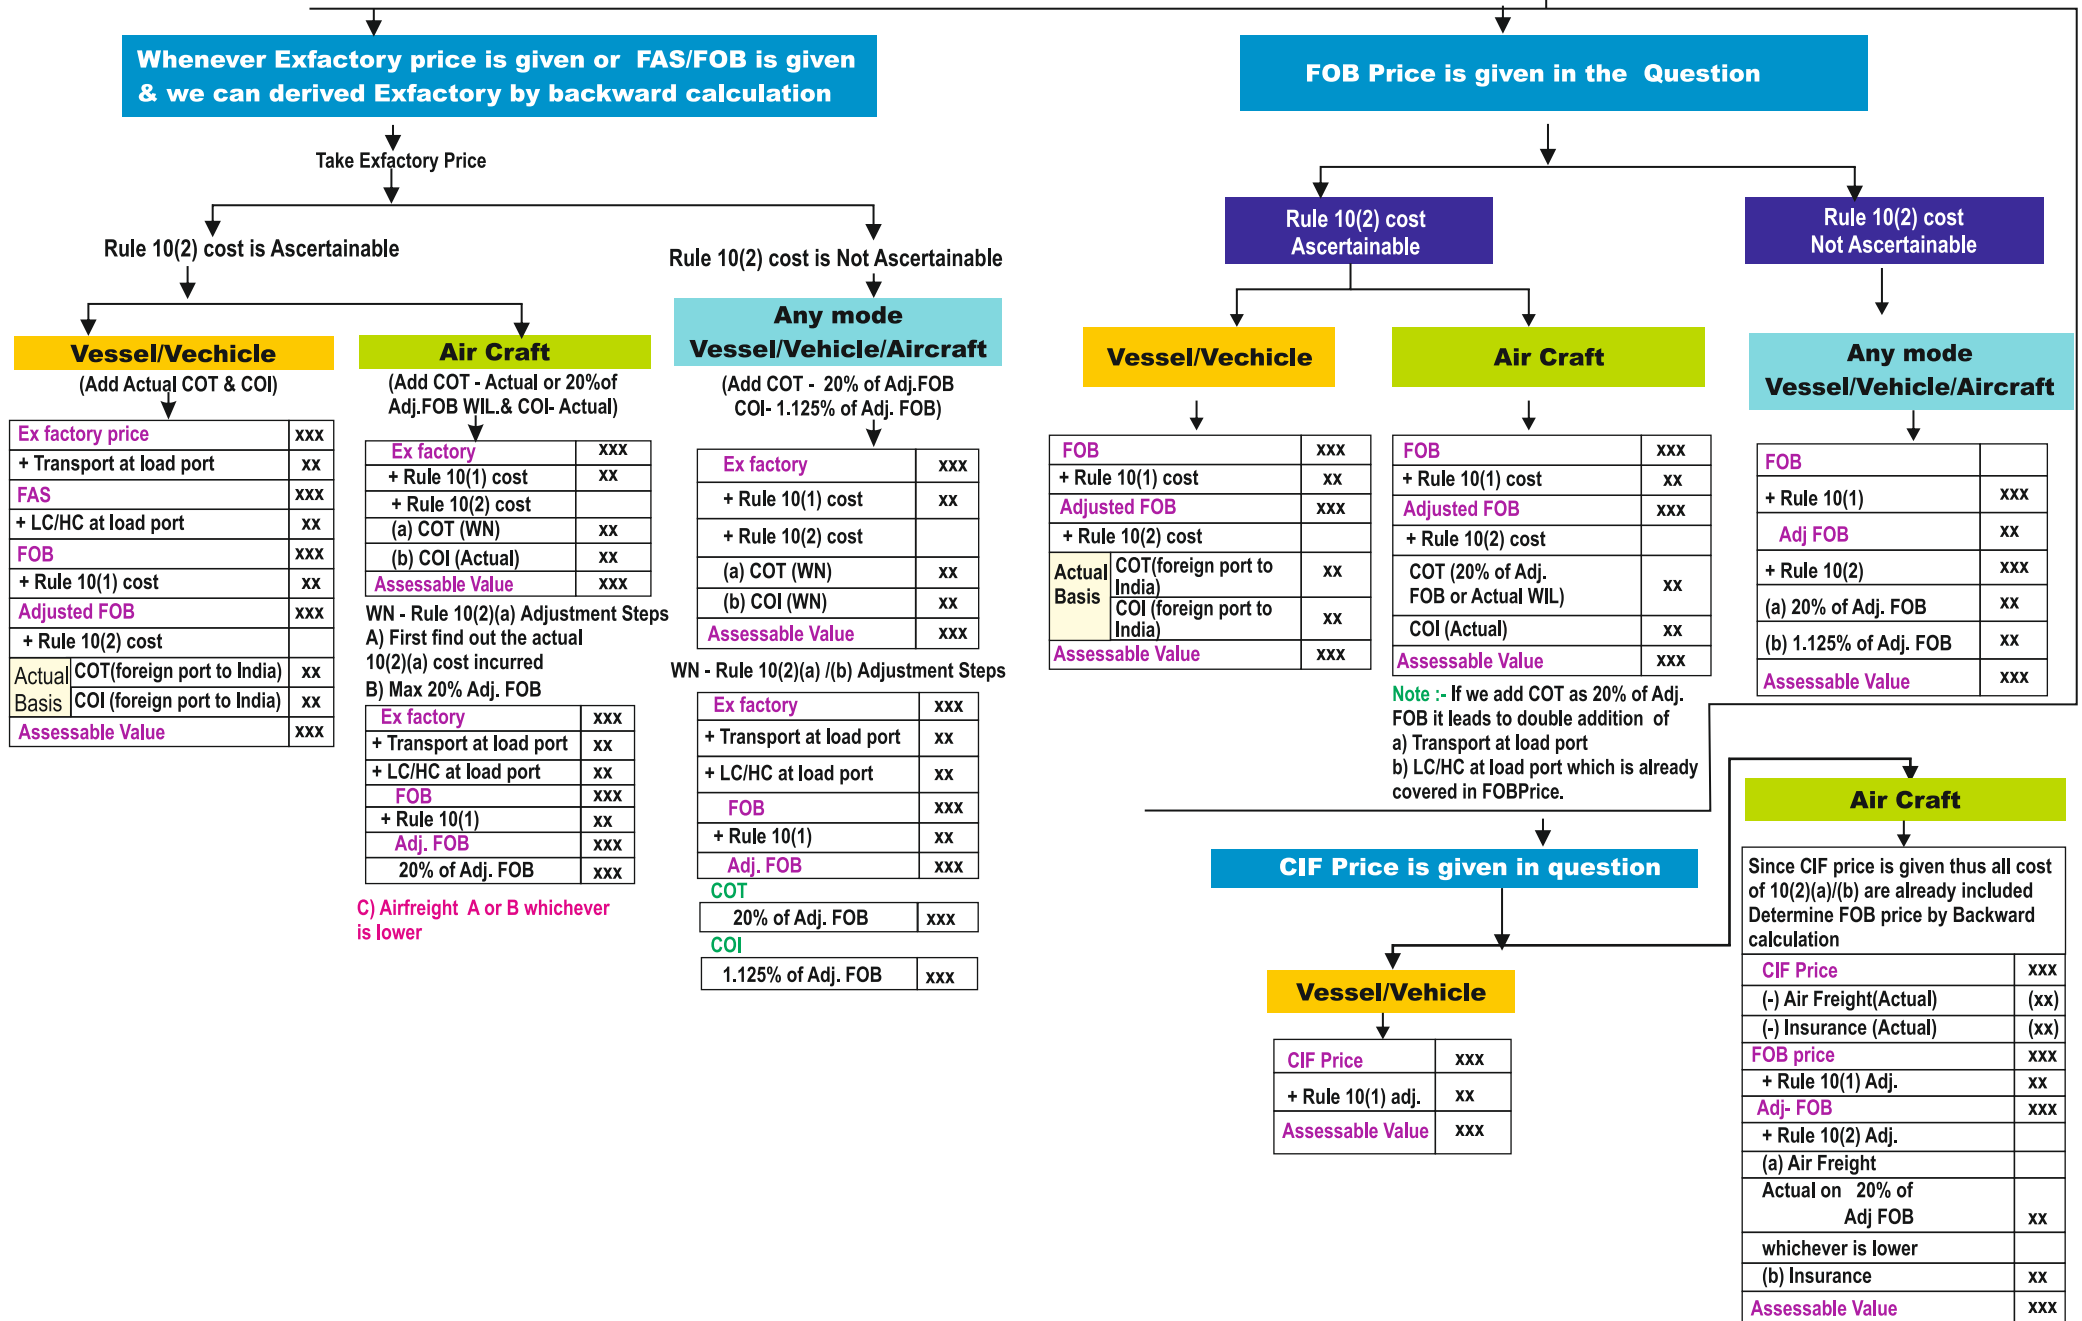 Whenever Exfactory price is given or FAS/FOB is given
& we can derived Exfactory by backward calculation
Take Exfactory Price
Rule 10(2) cost is Ascertainable
Rule 10(2) cost is Not Ascertainable
Vessel/Vechicle
(Add Actual COT & COI)
Ex factory price xxx
+ Transport at load port xx
FAS xxx
+ LC/HC at load port xx
FOB xxx
+ Rule 10(1) cost xx
Adjusted FOB xxx
+ Rule 10(2) cost
Actual Basis
COT(foreign port to India) xx
COI (foreign port to India) xx
Assessable Value xxx
Air Craft
(Add COT - Actual or 20%of
Adj.FOB WIL.& COI- Actual)
Ex factory xxx
+ Rule 10(1) cost xx
+ Rule 10(2) cost
(a) COT (WN) xx
(b) COI (Actual) xx
Assessable Value xxx
WN - Rule 10(2)(a) Adjustment Steps
A) First find out the actual
10(2)(a) cost incurred
B) Max 20% Adj. FOB
Ex factory xxx
+ Transport at load port xx
+ LC/HC at load port xx
FOB xxx
+ Rule 10(1) xx
Adj. FOB xxx
20% of Adj. FOB xxx
C) Airfreight A or B whichever
is lower
Any mode
Vessel/Vehicle/Aircraft
(Add COT - 20% of Adj.FOB
COI- 1.125% of Adj. FOB)
Ex factory xxx
+ Rule 10(1) cost xx
+ Rule 10(2) cost
(a) COT (WN) xx
(b) COI (WN) xx
Assessable Value xxx
WN - Rule 10(2)(a) /(b) Adjustment Steps
Ex factory xxx
+ Transport at load port xx
+ LC/HC at load port xx
FOB xxx
+ Rule 10(1) xx
Adj. FOB xxx
COT
20% of Adj. FOB xxx
COI
1.125% of Adj. FOB xxx
FOB Price is given in the Question
Rule 10(2) cost
Ascertainable
Rule 10(2) cost
Not Ascertainable
Vessel/Vechicle
FOB xxx
+ Rule 10(1) cost xx
Adjusted FOB xxx
+ Rule 10(2) cost
Actual
Basis
COT(foreign port to
India) xx
COI (foreign port to
India) xx
Assessable Value xxx
Air Craft
FOB xxx
+ Rule 10(1) cost xx
Adjusted FOB xxx
+ Rule 10(2) cost
COT (20% of Adj.
FOB or Actual WIL) xx
COI (Actual) xx
Assessable Value xxx
Note :- If we add COT as 20% of Adj.
FOB it leads to double addition of
a) Transport at load port
b) LC/HC at load port which is already
covered in FOBPrice.
Any mode
Vessel/Vehicle/Aircraft
FOB
+ Rule 10(1) xxx
Adj FOB xx
+ Rule 10(2) xxx
(a) 20% of Adj. FOB xx
(b) 1.125% of Adj. FOB xx
Assessable Value xxx
CIF Price is given in question
Vessel/Vehicle
CIF Price xxx
+ Rule 10(1) adj. xx
Assessable Value xxx
Air Craft
Since CIF price is given thus all cost
of 10(2)(a)/(b) are already included
Determine FOB price by Backward
calculation
CIF Price xxx
(-) Air Freight(Actual) (xx)
(-) Insurance (Actual) (xx)
FOB price xxx
+ Rule 10(1) Adj. xx
Adj- FOB xxx
+ Rule 10(2) Adj.
(a) Air Freight
Actual on 20% of
Adj FOB xx
whichever is lower
(b) Insurance xx
Assessable Value xxx